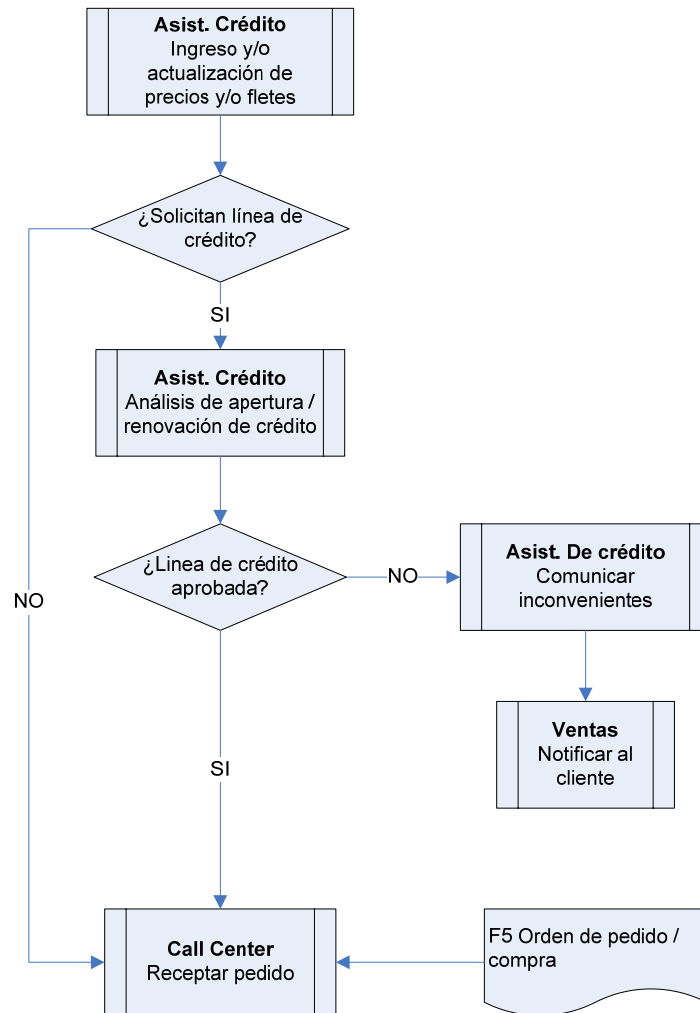 Asist. Crédito
Ingreso y/o
actualización de
precios y/o fletes
¿Solicitan línea de
crédito?
SI
Asist. Crédito
Análisis de apertura /
renovación de crédito
¿Linea de crédito
aprobada?
NO
Asist. De crédito
Comunicar
inconvenientes
NO
Ventas
Notificar al
cliente
SI
Call Center
Receptar pedido
F5 Orden de pedido /
compra